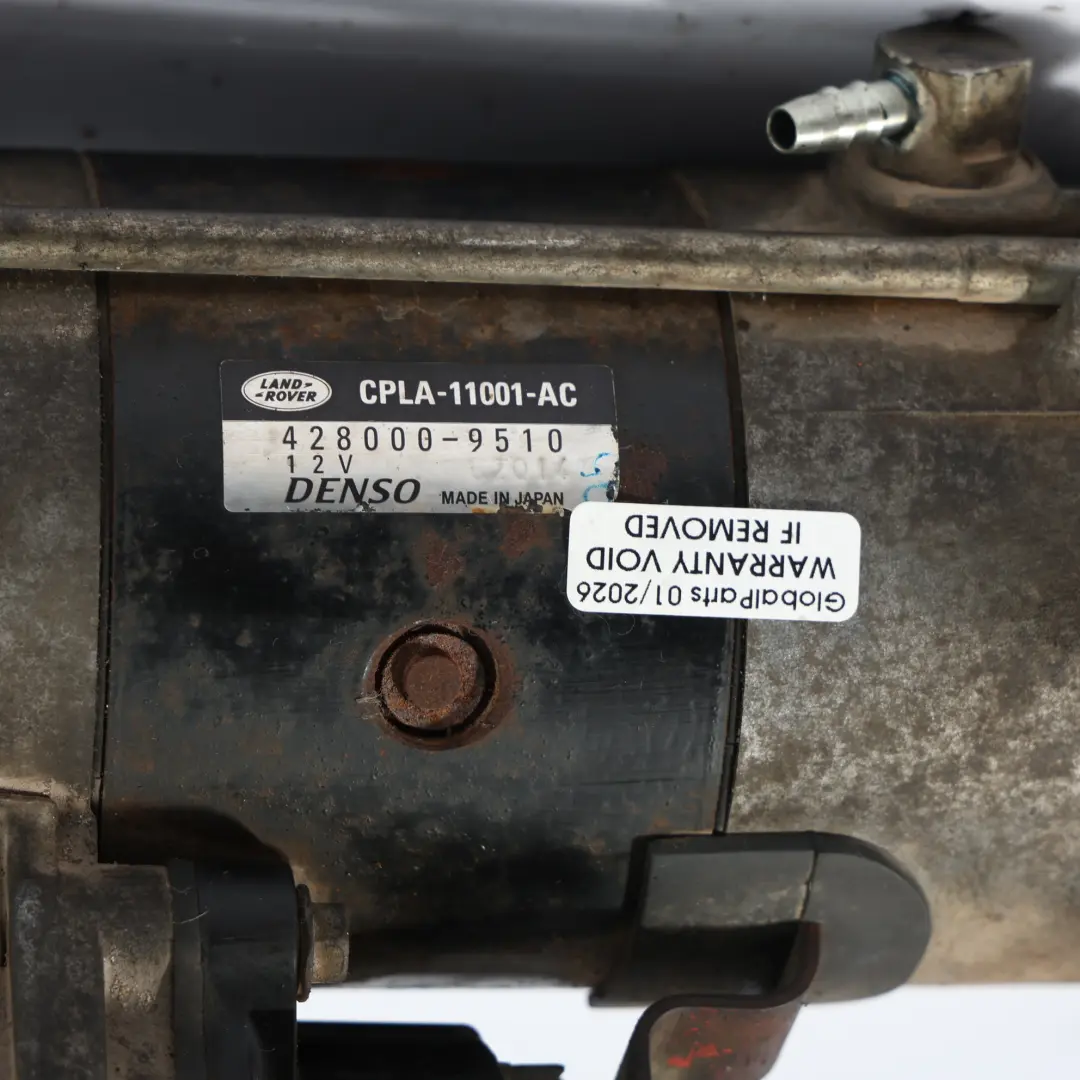 LAND-
-ROVER
CPLA-11001-AC
428000-9510
12V
DENSO MADE IN JAPAN
GlobalParts 01/2026
WARRANTY VOID
IF REMOVED